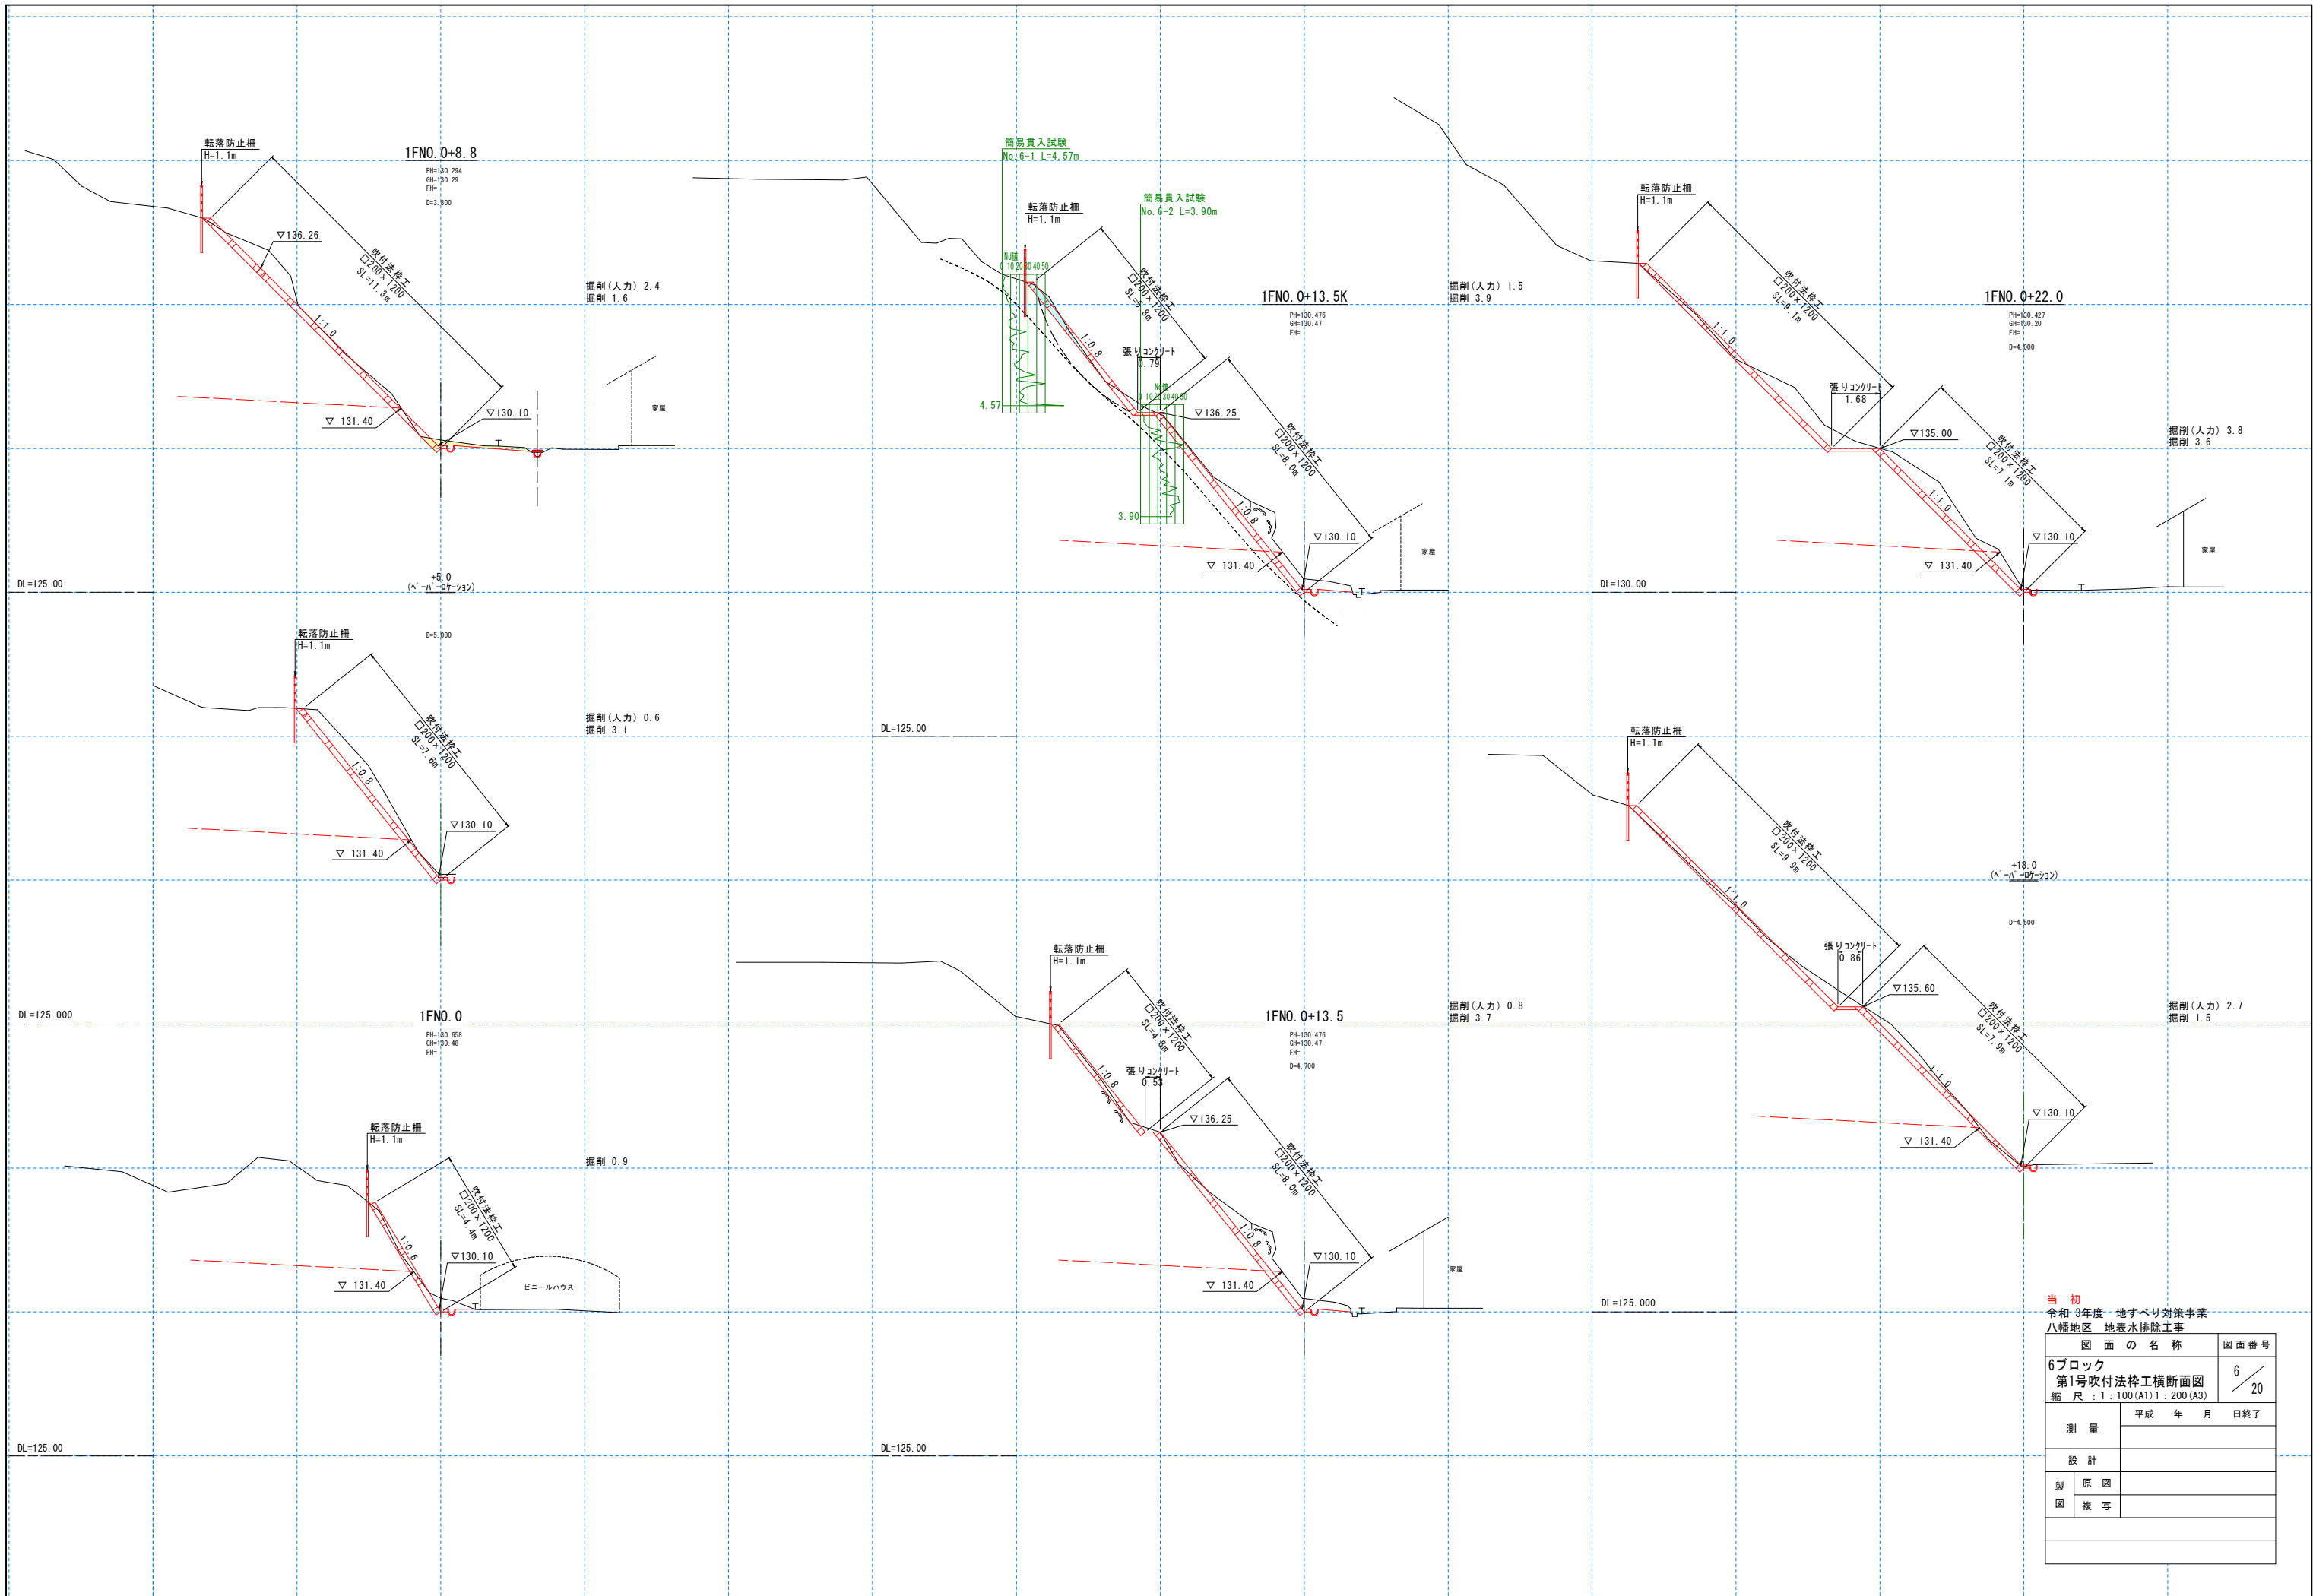 転落防止柵
H=1.1m
1FNO.0+8.8
PH=130.294
GH=130.29
FH=
D=3.800
▽136.26
吹付法枠工
□200×1200
SL=11.3m
1:1.0
掘削(人力) 2.4
掘削 1.6
▽ 131.40
▽130.10
家屋
DL=125.00
+5.0
(ペーパーロケーション)
D=5.000
転落防止柵
H=1.1m
吹付法枠工
□200×1200
SL=7.6m
1:0.8
掘削(人力) 0.6
掘削 3.1
▽130.10
▽ 131.40
DL=125.000
1FNO.0
PH=130.658
GH=130.48
FH=
転落防止柵
H=1.1m
吹付法枠工
□200×1200
SL=4.4m
1:0.6
掘削 0.9
▽130.10
▽ 131.40
ビニールハウス
DL=125.00
簡易貫入試験
No.6-1 L=4.57m
簡易貫入試験
No.6-2 L=3.90m
転落防止柵
H=1.1m
Nd値
0 10 20 30 40 50
吹付法枠工
□200×1200
SL=5.8m
1FNO.0+13.5K
PH=130.476
GH=130.47
FH=
掘削(人力) 1.5
掘削 3.9
1:0.8
張りコンクリート
0.79
Nd値
0 10 20 30 40 50
4.57
▽136.25
吹付法枠工
□200×1200
SL=8.0m
1:0.8
3.90
▽130.10
▽ 131.40
家屋
DL=125.00
転落防止柵
H=1.1m
吹付法枠工
□200×1200
SL=4.8m
1FNO.0+13.5
PH=130.476
GH=130.47
FH=
D=4.700
掘削(人力) 0.8
掘削 3.7
1:0.8
張りコンクリート
0.53
▽136.25
吹付法枠工
□200×1200
SL=8.0m
1:0.8
▽130.10
▽ 131.40
家屋
DL=125.00
転落防止柵
H=1.1m
吹付法枠工
□200×1200
SL=9.1m
1FNO.0+22.0
PH=130.427
GH=130.20
FH=
D=4.000
1:1.0
張りコンクリート
1.68
▽135.00
吹付法枠工
□200×1200
SL=7.1m
掘削(人力) 3.8
掘削 3.6
1:1.0
▽130.10
▽ 131.40
家屋
DL=130.00
転落防止柵
H=1.1m
吹付法枠工
□200×1200
SL=9.9m
+18.0
(ペーパーロケーション)
D=4.500
1:1.0
張りコンクリート
0.86
▽135.60
吹付法枠工
□200×1200
SL=7.9m
掘削(人力) 2.7
掘削 1.5
1:1.0
▽130.10
▽ 131.40
DL=125.000
当 初
令和 3年度 地すべり対策事業
八幡地区 地表水排除工事
図 面 の 名 称 図面番号
6ブロック
第1号吹付法枠工横断面図
6/20
縮 尺 : 1 : 100(A1) 1 : 200(A3)
測 量 平成 年 月 日終了
設 計
製図 原 図
複 写